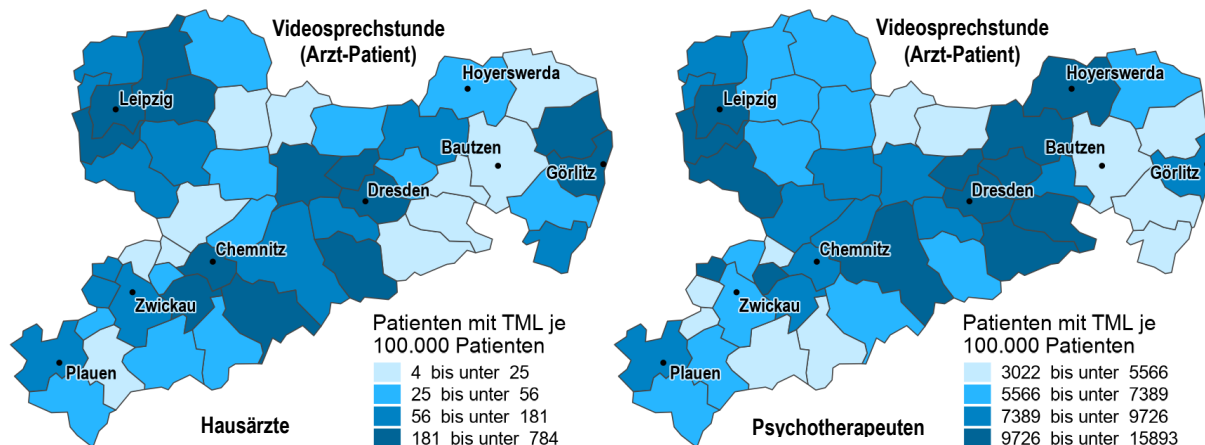 Videosprechstunde
(Arzt-Patient)
Hoyerswerda
Leipzig
Bautzen
Görlitz
Dresden
Chemnitz
Zwickau
Plauen
Patienten mit TML je
100.000 Patienten
4 bis unter 25
25 bis unter 56
56 bis unter 181
181 bis unter 784
Hausärzte
Videosprechstunde
(Arzt-Patient)
Hoyerswerda
Leipzig
Bautzen
Görlitz
Dresden
Chemnitz
Zwickau
Plauen
Patienten mit TML je
100.000 Patienten
3022 bis unter 5566
5566 bis unter 7389
7389 bis unter 9726
9726 bis unter 15893
Psychotherapeuten